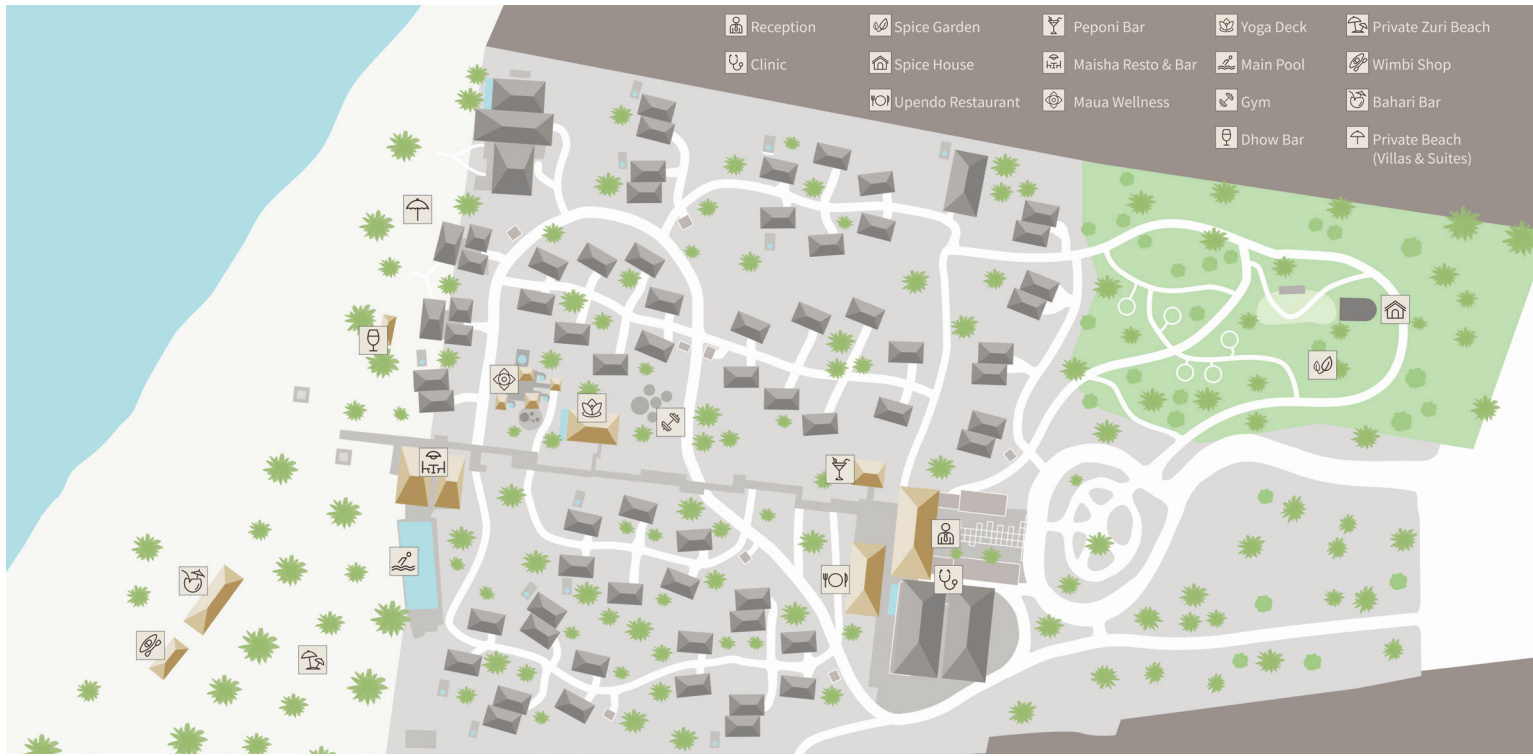 Reception
Clinic
Spice Garden
Spice House
Upendo Restaurant
Peponi Bar
Maisha Resto & Bar
Maua Wellness
Yoga Deck
Main Pool
Gym
Dhow Bar
Private Zuri Beach
Wimbi Shop
Bahari Bar
Private Beach
(Villas & Suites)